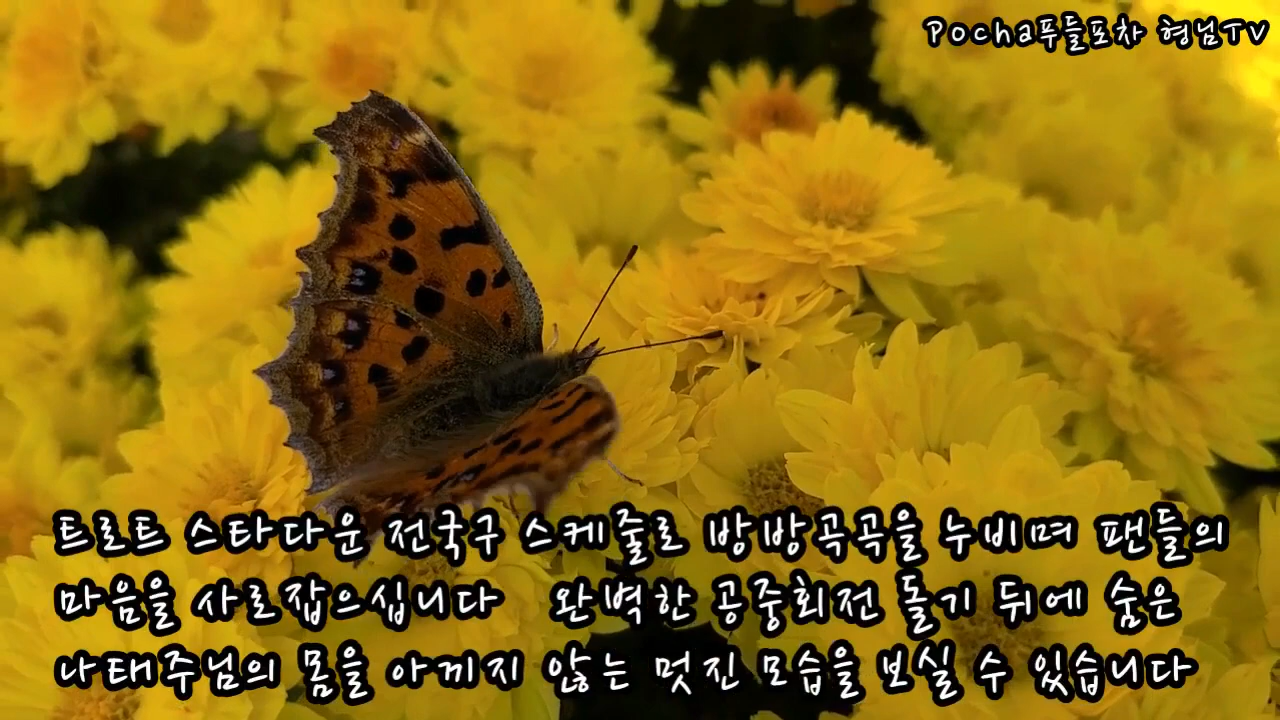 Pocha푸들포차 형님TV
트로트 스타다운 전국구 스케줄로 방방곡곡을 누비며 팬들의
마음을 사로잡으십니다 완벽한 공중회전 돌기 뒤에 숨은
나태주님의 몸을 아끼지 않는 멋진 모습을 보실 수 있습니다